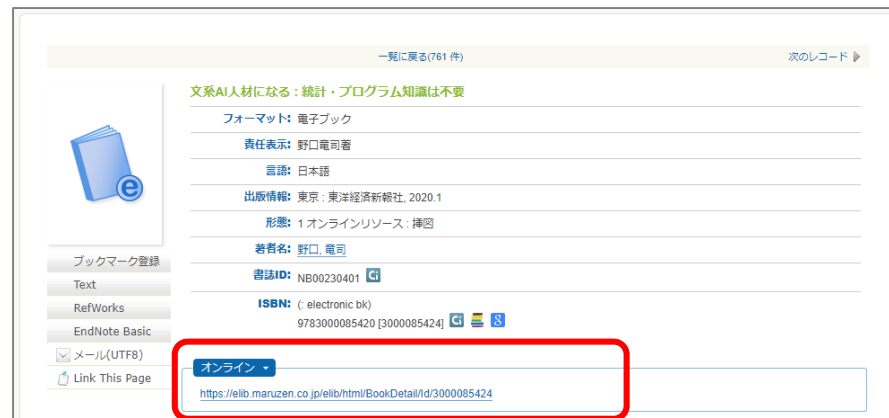 一覧に戻る(761 件)
次のレコード
文系AI人材になる : 統計・プログラム知識は不要
フォーマット: 電子ブック
責任表示: 野口竜司著
言語: 日本語
出版情報: 東京 : 東洋経済新報社, 2020.1
形態: 1 オンラインリソース : 挿図
著者名: 野口, 竜司
書誌ID: NB00230401 Ci
ISBN: (: electronic bk)
9783000085420 [3000085424] Ci 8
e
ブックマーク登録
Text
RefWorks
EndNote Basic
メール(UTF8)
Link This Page
オンライン
https://elib.maruzen.co.jp/elib/html/BookDetail/Id/3000085424